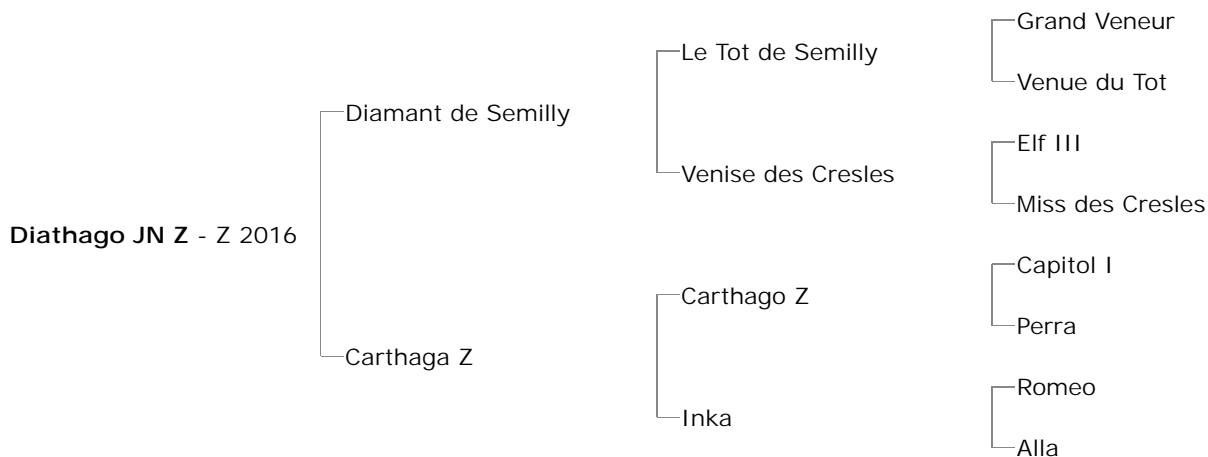 Grand Veneur
Le Tot de Semilly
Venue du Tot
Diamant de Semilly
Elf III
Venise des Cresles
Miss des Cresles
Diathago JN Z - Z 2016
Capitol I
Carthago Z
Perra
Carthaga Z
Romeo
Inka
Alla